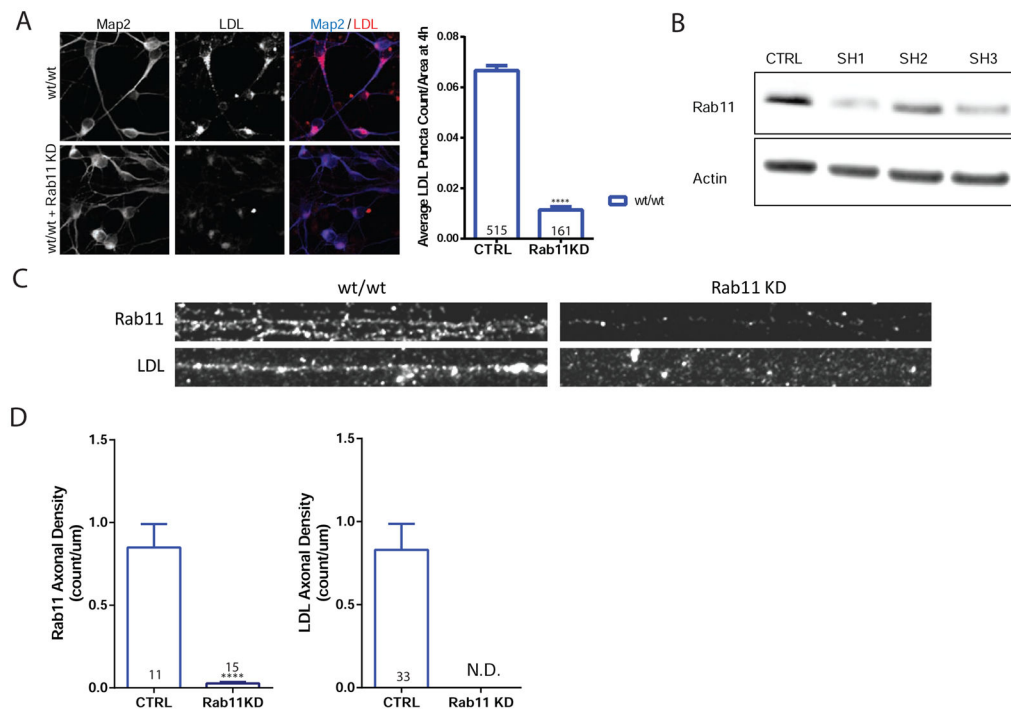 A
Map2
LDL
Map2/LDL
wt/wt
wt/wt + Rab11 KD
Average LDL Puncta Count/Area at 4h
0.08
0.06
0.04
0.02
0.00
515
****
161
CTRL
Rab11KD
wt/wt
B
CTRL
SH1
SH2
SH3
Rab11
Actin
C
wt/wt
Rab11 KD
Rab11
LDL
D
Rab11 Axonal Density
(count/um)
1.5
1.0
0.5
0.0
11
15
****
CTRL
Rab11KD
LDL Axonal Density
(count/um)
1.5
1.0
0.5
0.0
33
N.D.
CTRL
Rab11 KD